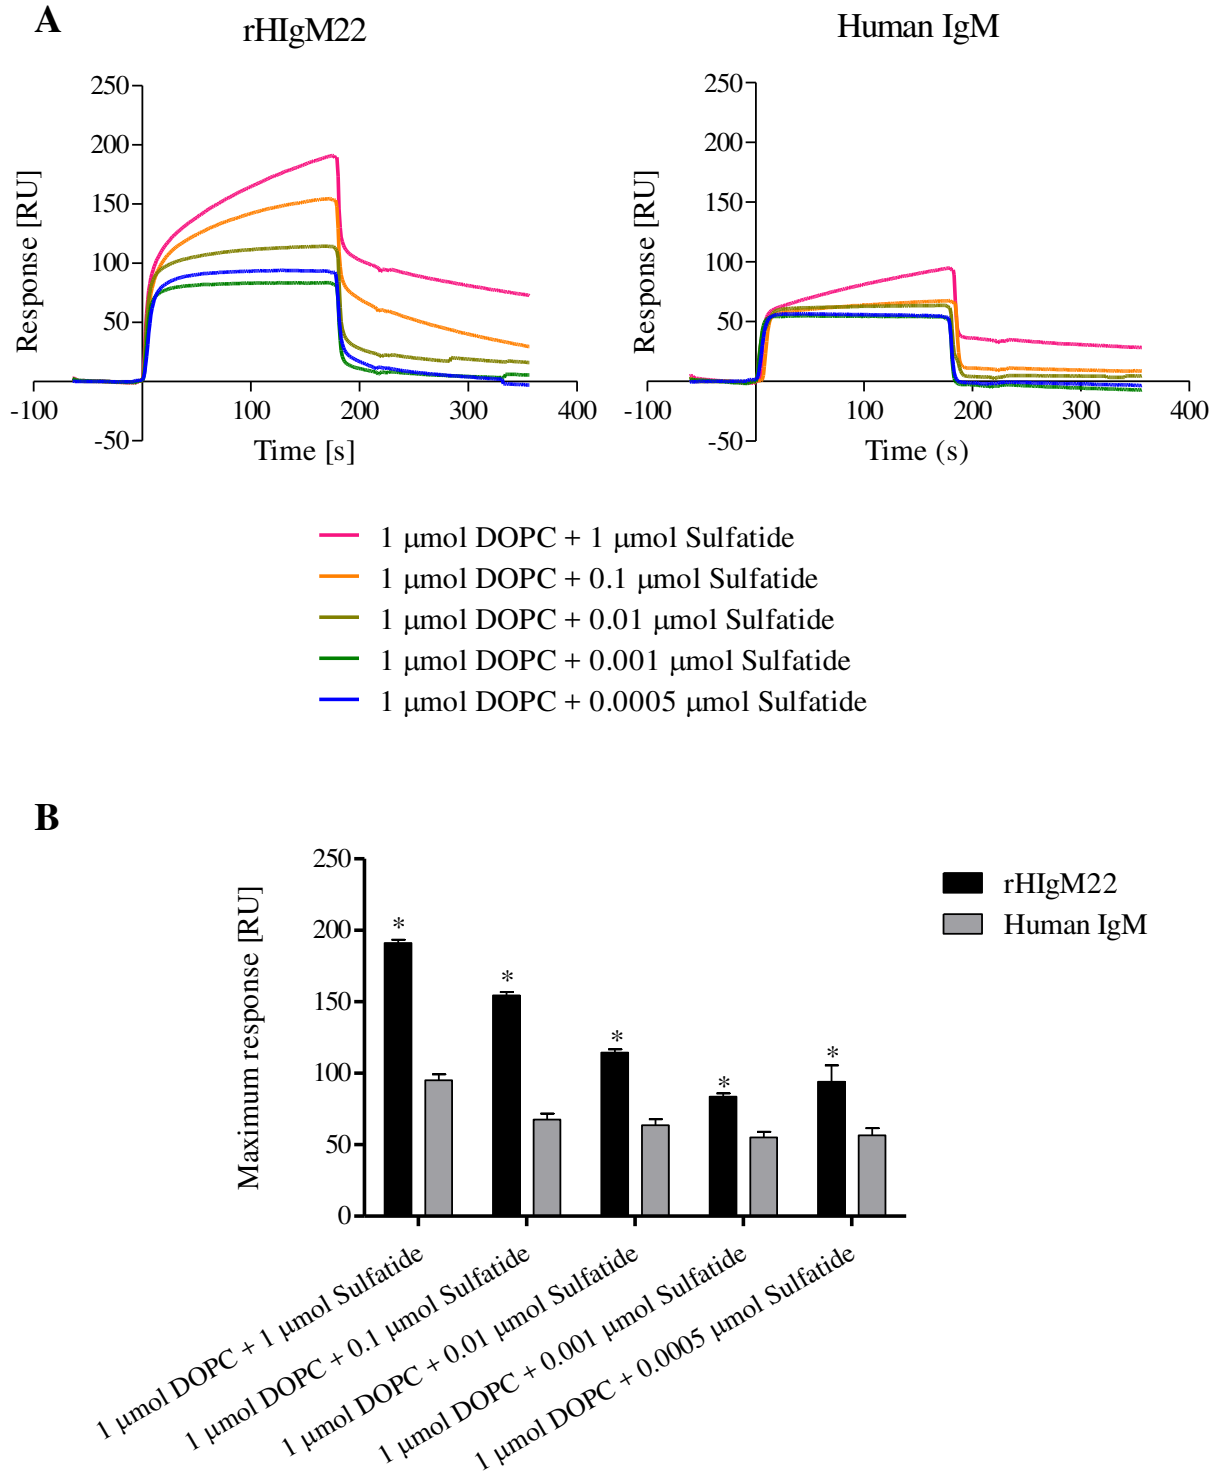 A
rHIgM22
Human IgM
250
200
150
100
50
-50
-100
100
200
300
400
Response [RU]
Time [s]
250
200
150
100
50
-50
-100
100
200
300
400
Response [RU]
Time (s)
1 μmol DOPC + 1 μmol Sulfatide
1 μmol DOPC + 0.1 μmol Sulfatide
1 μmol DOPC + 0.01 μmol Sulfatide
1 μmol DOPC + 0.001 μmol Sulfatide
1 μmol DOPC + 0.0005 μmol Sulfatide
B
250
200
150
100
50
0
Maximum response [RU]
*
*
*
*
*
rHIgM22
Human IgM
1 μmol DOPC + 1 μmol Sulfatide
1 μmol DOPC + 0.1 μmol Sulfatide
1 μmol DOPC + 0.01 μmol Sulfatide
1 μmol DOPC + 0.001 μmol Sulfatide
1 μmol DOPC + 0.0005 μmol Sulfatide